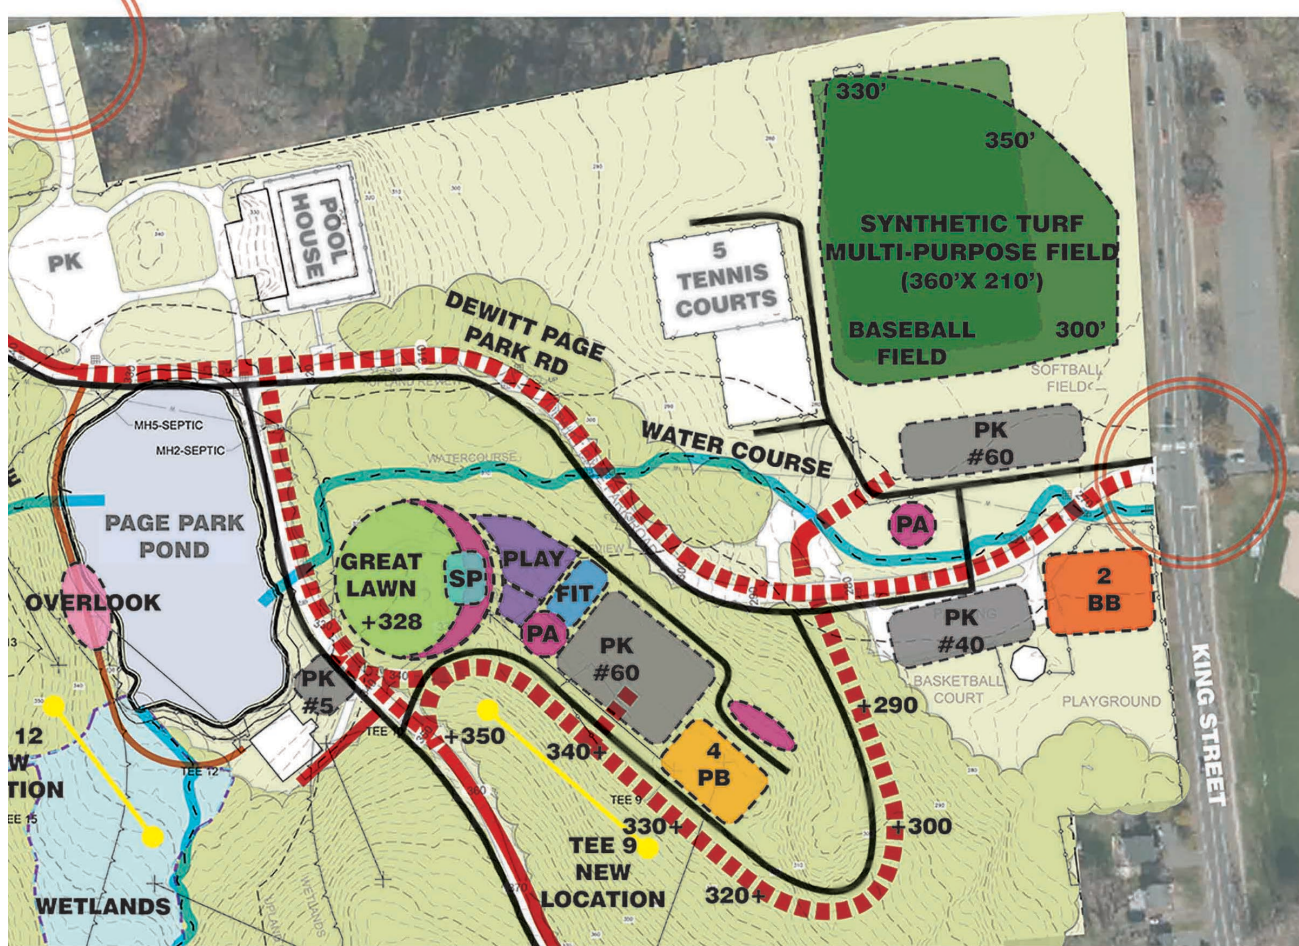 330'
350'
SYNTHETIC TURF
MULTI-PURPOSE FIELD
(360'X 210')
BASEBALL
FIELD
300'
SOFTBALL
FIELD
POOL
HOUSE
PK
5
TENNIS
COURTS
DEWITT PAGE
PARK RD
WATER COURSE
WATERCOURSE
PK
#60
MH5-SEPTIC
MH2-SEPTIC
PAGE PARK
POND
GREAT
LAWN
+328
SP
PLAY
FIT
PA
PA
2
BB
OVERLOOK
PK
#60
PK
#40
BASKETBALL
COURT
PLAYGROUND
KING STREET
PK
#5
+350
340+
4
PB
+290
+300
330+
320+
TEE 9
TEE 9
NEW
LOCATION
12
TEE 12
WETLANDS
WETLANDS